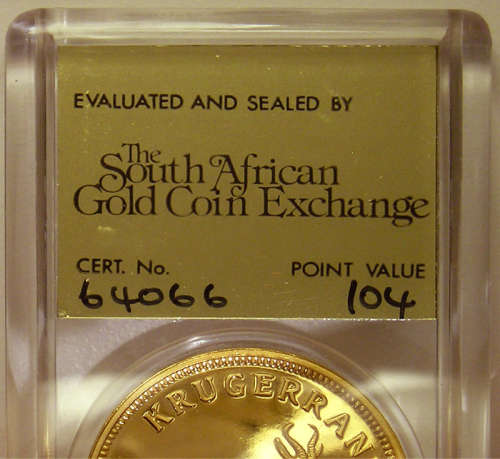 EVALUATED AND SEALED BY
The
South African
Gold Coin Exchange
CERT. No. POINT VALUE
64066 104
KRUGERRAN